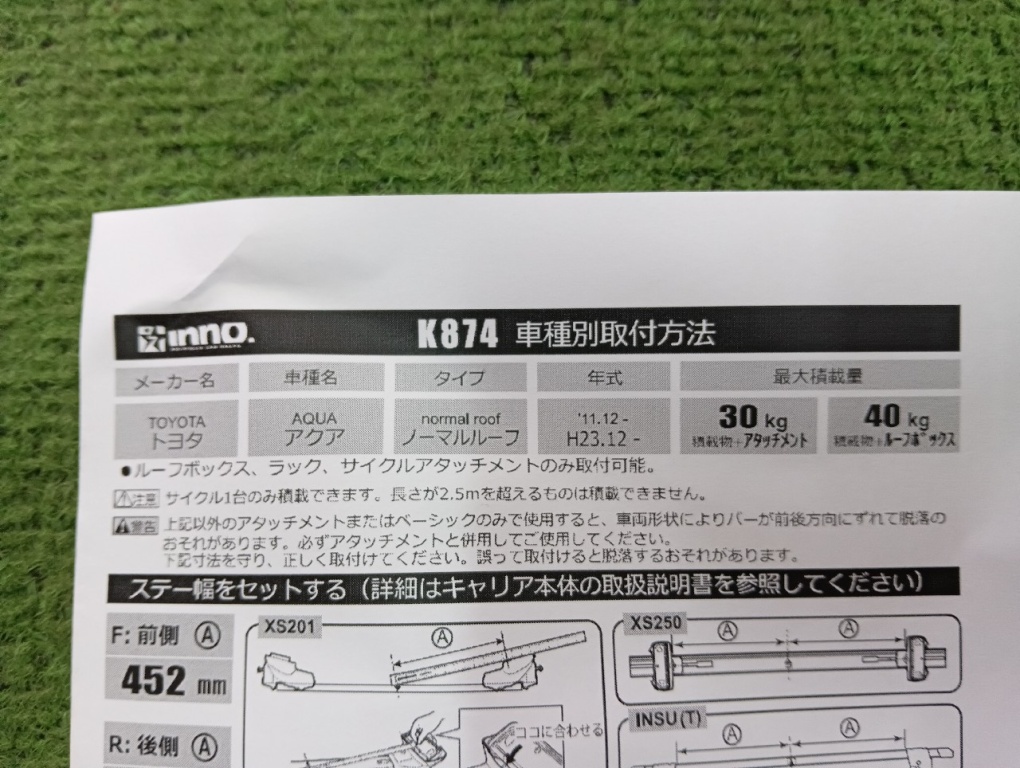 inno.
K874 車種別取付方法
メーカー名 車種名 タイプ 年式 最大積載量
TOYOTA AQUA normal roof '11.12 - 30 kg 40 kg
トヨタ アクア ノーマルルーフ H23.12 - 積載物+アタッチメント 積載物+ルーフボックス
●ルーフボックス、ラック、サイクルアタッチメントのみ取付可能。
⚠注意 サイクル1台のみ積載できます。長さが2.5mを超えるものは積載できません。
⚠警告 上記以外のアタッチメントまたはベーシックのみで使用すると、車両形状によりバーが前後方向にずれて脱落の
おそれがあります。必ずアタッチメントと併用してご使用してください。
下記寸法を守り、正しく取付けてください。誤って取付けると脱落するおそれがあります。
ステー幅をセットする（詳細はキャリア本体の取扱説明書を参照してください）
F: 前側 Ⓐ
452 mm
R: 後側 Ⓐ
XS201
Ⓐ
ココに合わせる
XS250
Ⓐ Ⓐ
INSU(T)
Ⓐ Ⓐ